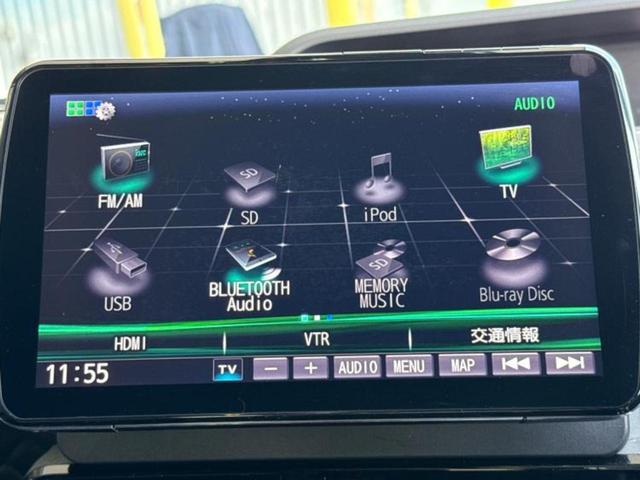 AUDIO
FM/AM
SD
SD
iPod
TV
USB
BLUETOOTH
Audio
SD
MEMORY
MUSIC
Blu-ray Disc
HDMI
VTR
交通情報
11:55
TV
− + AUDIO MENU MAP